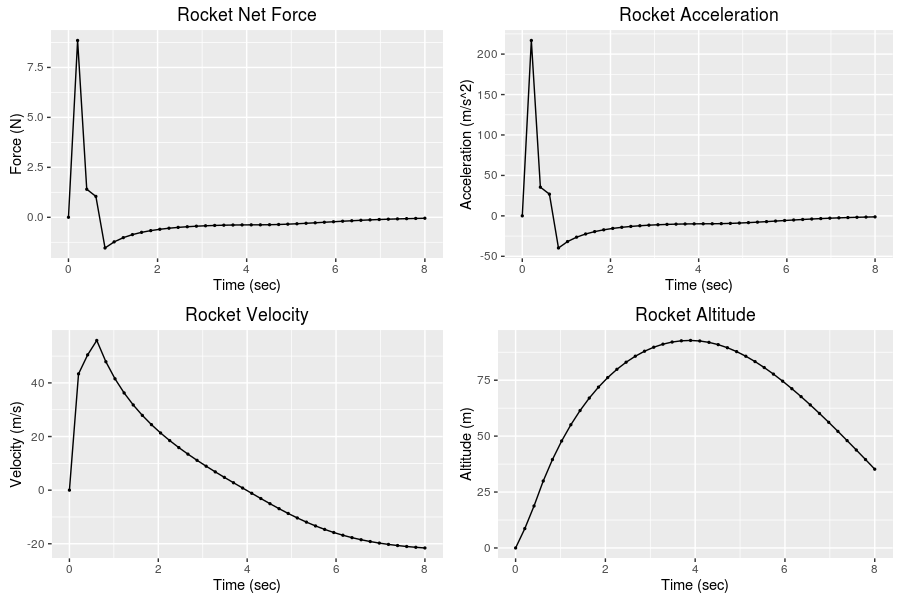 Rocket Net Force
7.5
5.0
2.5
0.0
Force (N)
0 2 4 6 8
Time (sec)
Rocket Acceleration
200
150
100
50
0
-50
Acceleration (m/s^2)
0 2 4 6 8
Time (sec)
Rocket Velocity
40
20
0
-20
Velocity (m/s)
0 2 4 6 8
Time (sec)
Rocket Altitude
75
50
25
0
Altitude (m)
0 2 4 6 8
Time (sec)